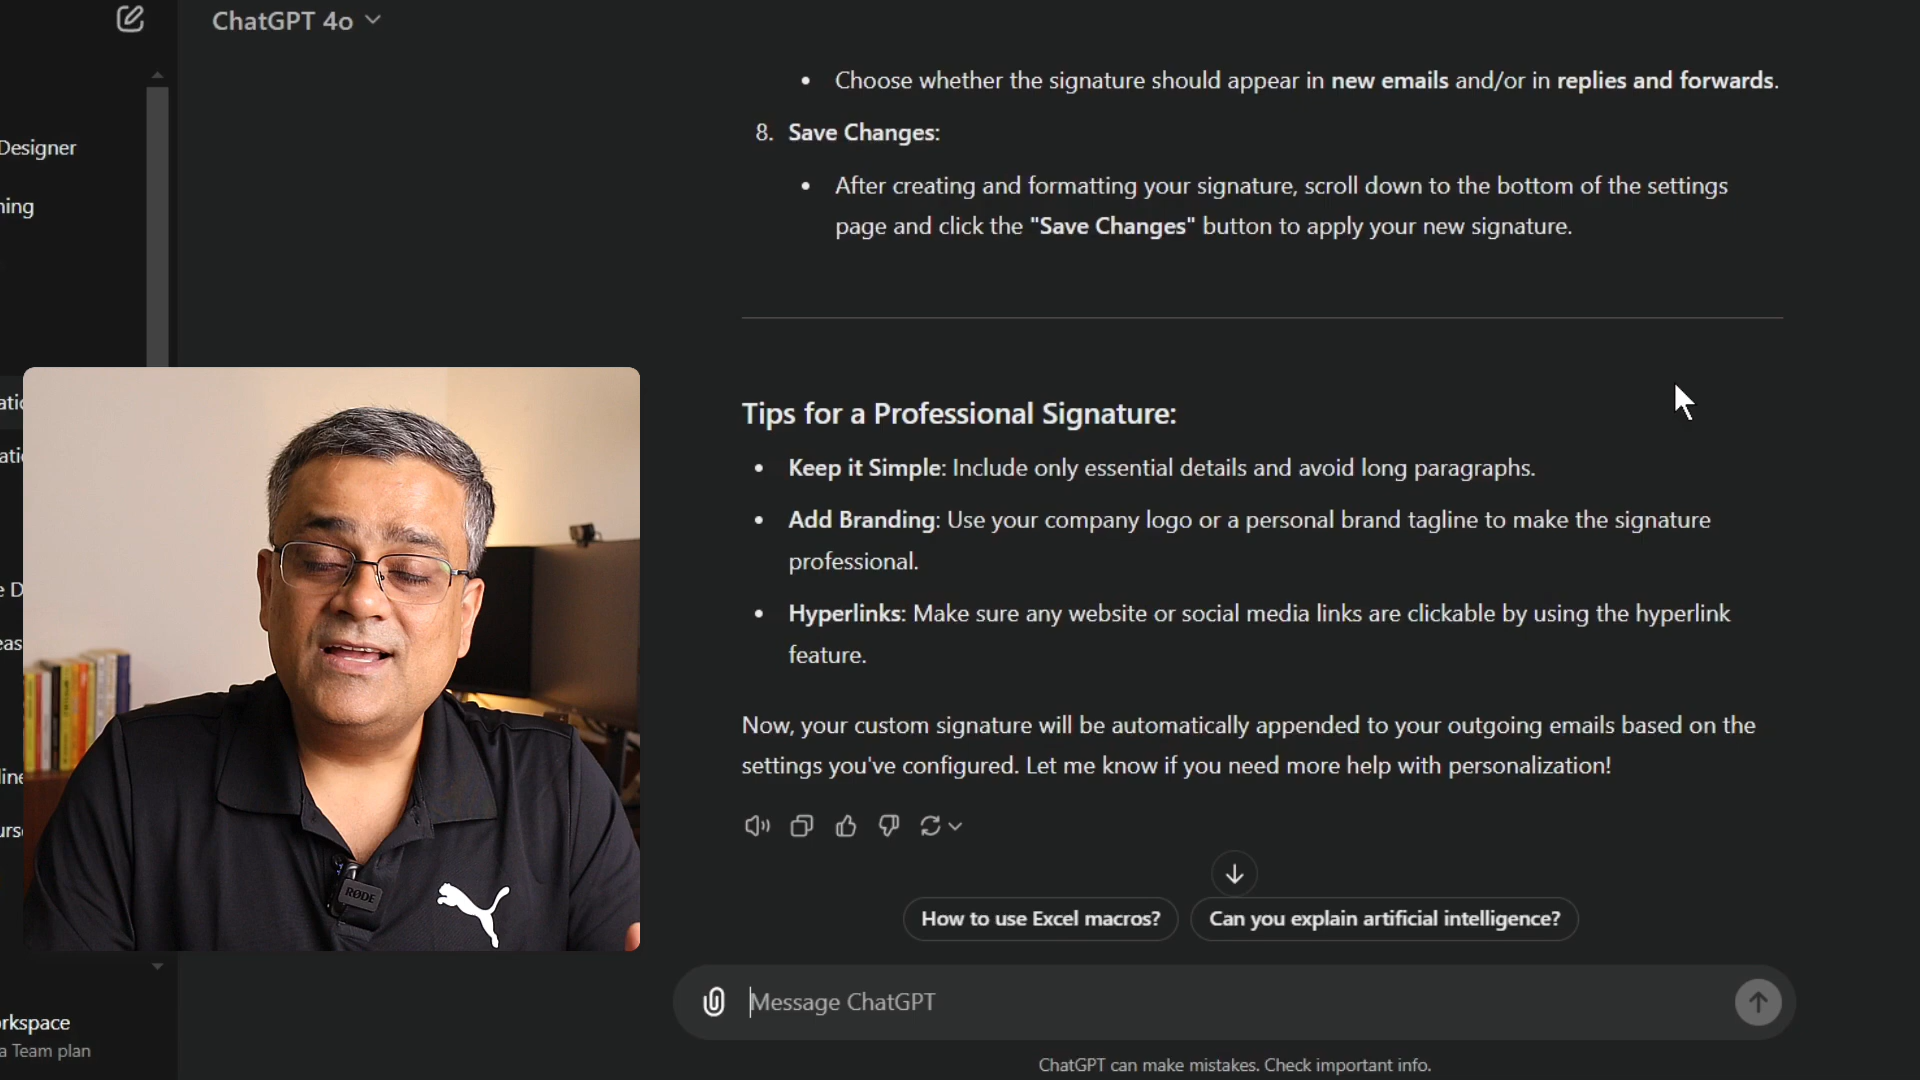 ChatGPT 4o
Designer
ning
• Choose whether the signature should appear in new emails and/or in replies and forwards.
8. Save Changes:
• After creating and formatting your signature, scroll down to the bottom of the settings
page and click the "Save Changes" button to apply your new signature.
Tips for a Professional Signature:
• Keep it Simple: Include only essential details and avoid long paragraphs.
• Add Branding: Use your company logo or a personal brand tagline to make the signature
professional.
• Hyperlinks: Make sure any website or social media links are clickable by using the hyperlink
feature.
Now, your custom signature will be automatically appended to your outgoing emails based on the
settings you've configured. Let me know if you need more help with personalization!
RØDE
How to use Excel macros?
Can you explain artificial intelligence?
Message ChatGPT
rkspace
a Team plan
ChatGPT can make mistakes. Check important info.